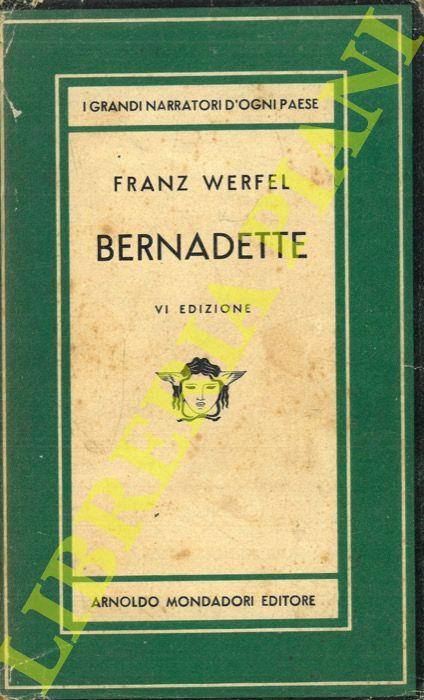 I GRANDI NARRATORI D'OGNI PAESE
FRANZ WERFEL
BERNADETTE
VI EDIZIONE
ARNOLDO MONDADORI EDITORE
LIBRERIA PIANI